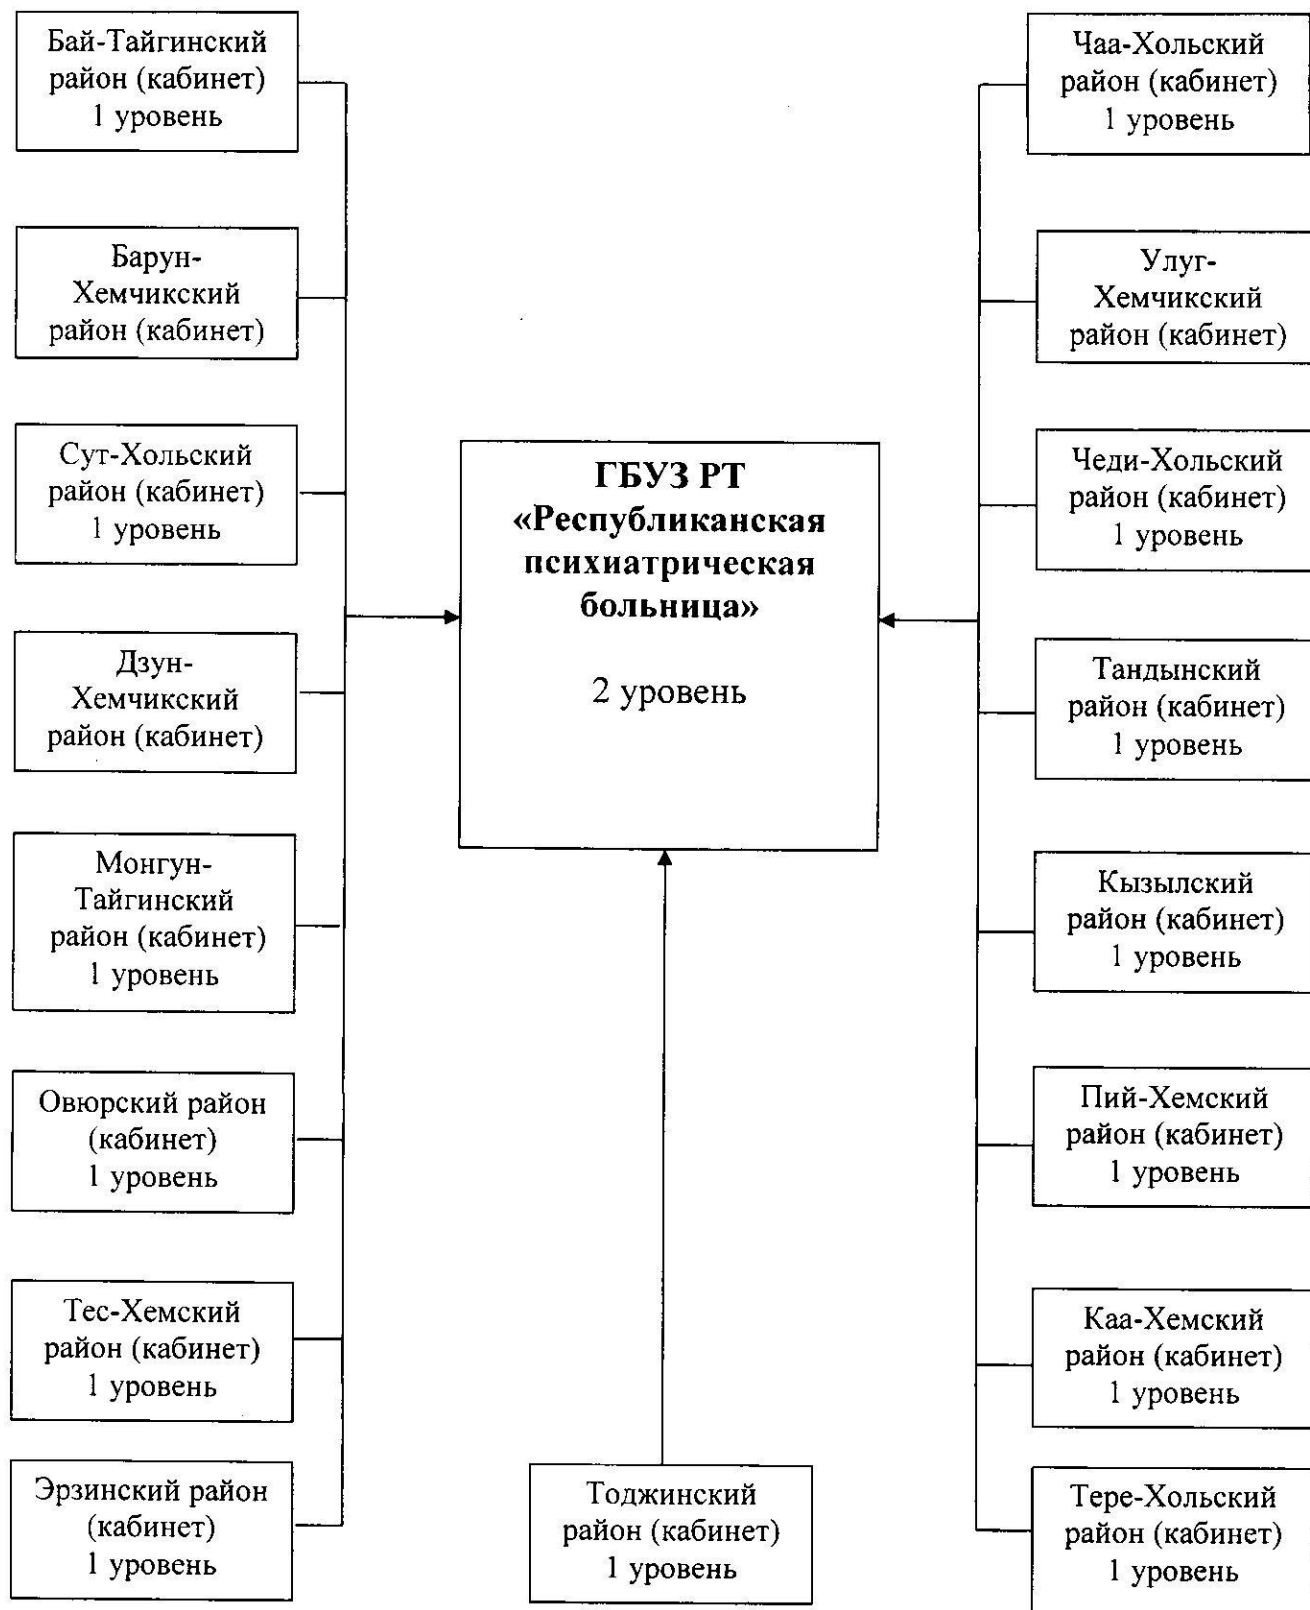 Бай-Тайгинский
район (кабинет)
1 уровень
Барун-
Хемчикский
район (кабинет)
Сут-Хольский
район (кабинет)
1 уровень
Дзун-
Хемчикский
район (кабинет)
Монгун-
Тайгинский
район (кабинет)
1 уровень
Овюрский район
(кабинет)
1 уровень
Тес-Хемский
район (кабинет)
1 уровень
Эрзинский район
(кабинет)
1 уровень
ГБУЗ РТ
«Республиканская
психиатрическая
больница»
2 уровень
Тоджинский
район (кабинет)
1 уровень
Чаа-Хольский
район (кабинет)
1 уровень
Улуг-
Хемчикский
район (кабинет)
Чеди-Хольский
район (кабинет)
1 уровень
Тандынский
район (кабинет)
1 уровень
Кызылский
район (кабинет)
1 уровень
Пий-Хемский
район (кабинет)
1 уровень
Каа-Хемский
район (кабинет)
1 уровень
Тере-Хольский
район (кабинет)
1 уровень